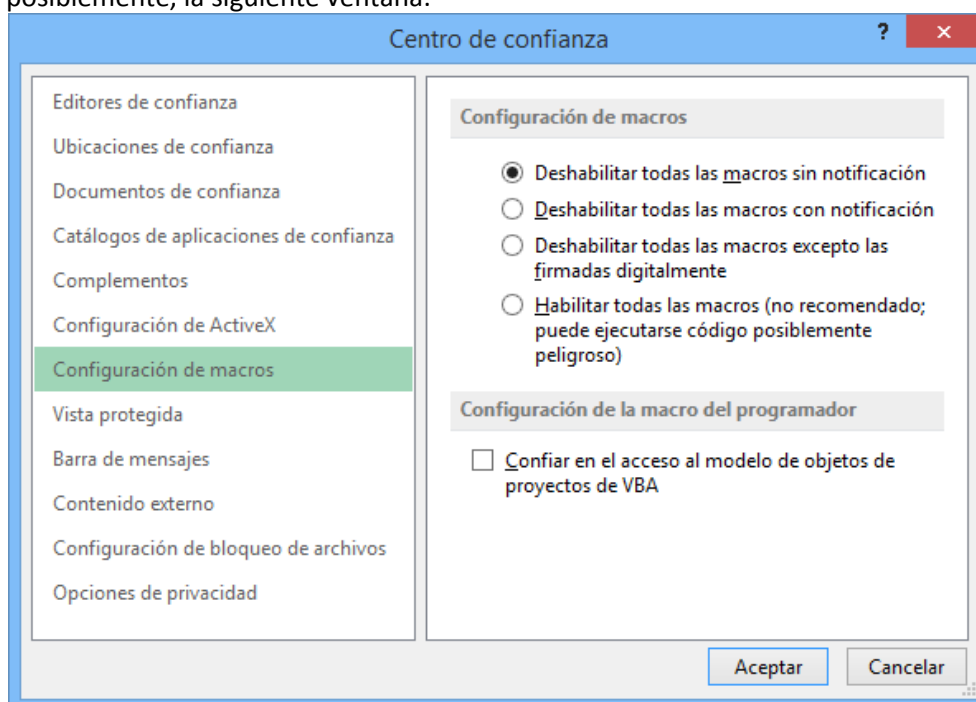 posiblemente, la siguiente ventana:
Centro de confianza
?
×
Editores de confianza
Ubicaciones de confianza
Documentos de confianza
Catálogos de aplicaciones de confianza
Complementos
Configuración de ActiveX
Configuración de macros
Vista protegida
Barra de mensajes
Contenido externo
Configuración de bloqueo de archivos
Opciones de privacidad
Configuración de macros
Deshabilitar todas las macros sin notificación
Deshabilitar todas las macros con notificación
Deshabilitar todas las macros excepto las
firmadas digitalmente
Habilitar todas las macros (no recomendado;
puede ejecutarse código posiblemente
peligroso)
Configuración de la macro del programador
Confiar en el acceso al modelo de objetos de
proyectos de VBA
Aceptar
Cancelar